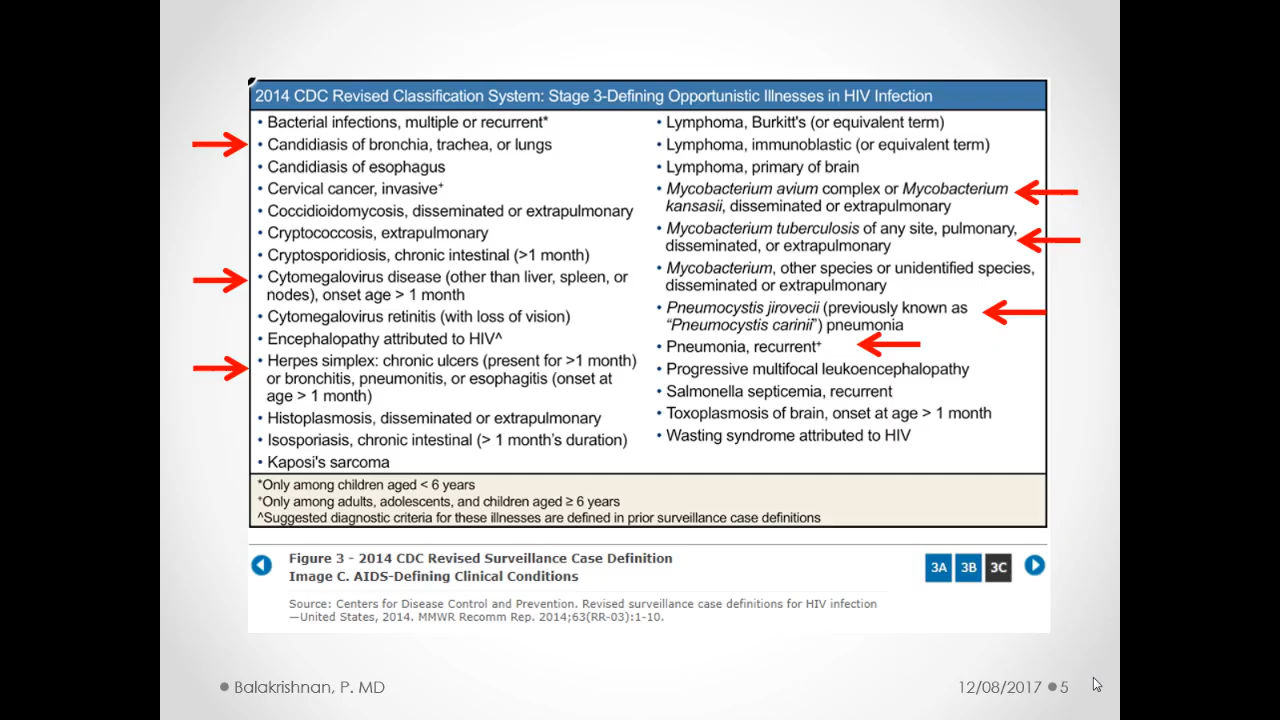 2014 CDC Revised Classification System: Stage 3-Defining Opportunistic Illnesses in HIV Infection
• Bacterial infections, multiple or recurrent*
• Candidiasis of bronchia, trachea, or lungs
• Candidiasis of esophagus
• Cervical cancer, invasive⁺
• Coccidioidomycosis, disseminated or extrapulmonary
• Cryptococcosis, extrapulmonary
• Cryptosporidiosis, chronic intestinal (>1 month)
• Cytomegalovirus disease (other than liver, spleen, or
nodes), onset age > 1 month
• Cytomegalovirus retinitis (with loss of vision)
• Encephalopathy attributed to HIV^
• Herpes simplex: chronic ulcers (present for >1 month)
or bronchitis, pneumonitis, or esophagitis (onset at
age > 1 month)
• Histoplasmosis, disseminated or extrapulmonary
• Isosporiasis, chronic intestinal (> 1 month's duration)
• Kaposi's sarcoma
• Lymphoma, Burkitt's (or equivalent term)
• Lymphoma, immunoblastic (or equivalent term)
• Lymphoma, primary of brain
• Mycobacterium avium complex or Mycobacterium
kansasii, disseminated or extrapulmonary
• Mycobacterium tuberculosis of any site, pulmonary,
disseminated, or extrapulmonary
• Mycobacterium, other species or unidentified species,
disseminated or extrapulmonary
• Pneumocystis jirovecii (previously known as
“Pneumocystis carinii”) pneumonia
• Pneumonia, recurrent⁺
• Progressive multifocal leukoencephalopathy
• Salmonella septicemia, recurrent
• Toxoplasmosis of brain, onset at age > 1 month
• Wasting syndrome attributed to HIV
*Only among children aged < 6 years
⁺Only among adults, adolescents, and children aged ≥ 6 years
^Suggested diagnostic criteria for these illnesses are defined in prior surveillance case definitions
Figure 3 - 2014 CDC Revised Surveillance Case Definition
Image C. AIDS-Defining Clinical Conditions
3A 3B 3C
Source: Centers for Disease Control and Prevention. Revised surveillance case definitions for HIV infection
—United States, 2014. MMWR Recomm Rep. 2014;63(RR-03):1-10.
Balakrishnan, P. MD
12/08/2017 5